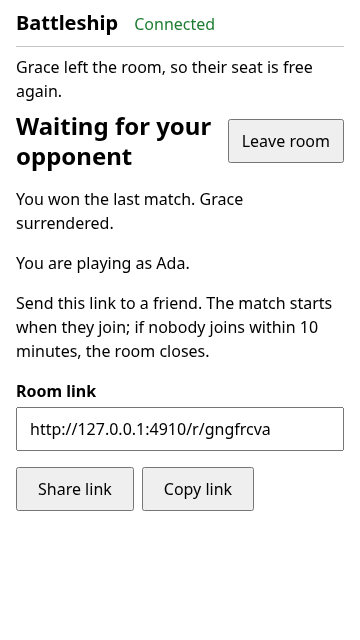 Battleship Connected
Grace left the room, so their seat is free
again.
Waiting for your
opponent
Leave room
You won the last match. Grace
surrendered.
You are playing as Ada.
Send this link to a friend. The match starts
when they join; if nobody joins within 10
minutes, the room closes.
Room link
http://127.0.0.1:4910/r/gngfrcva
Share link Copy link